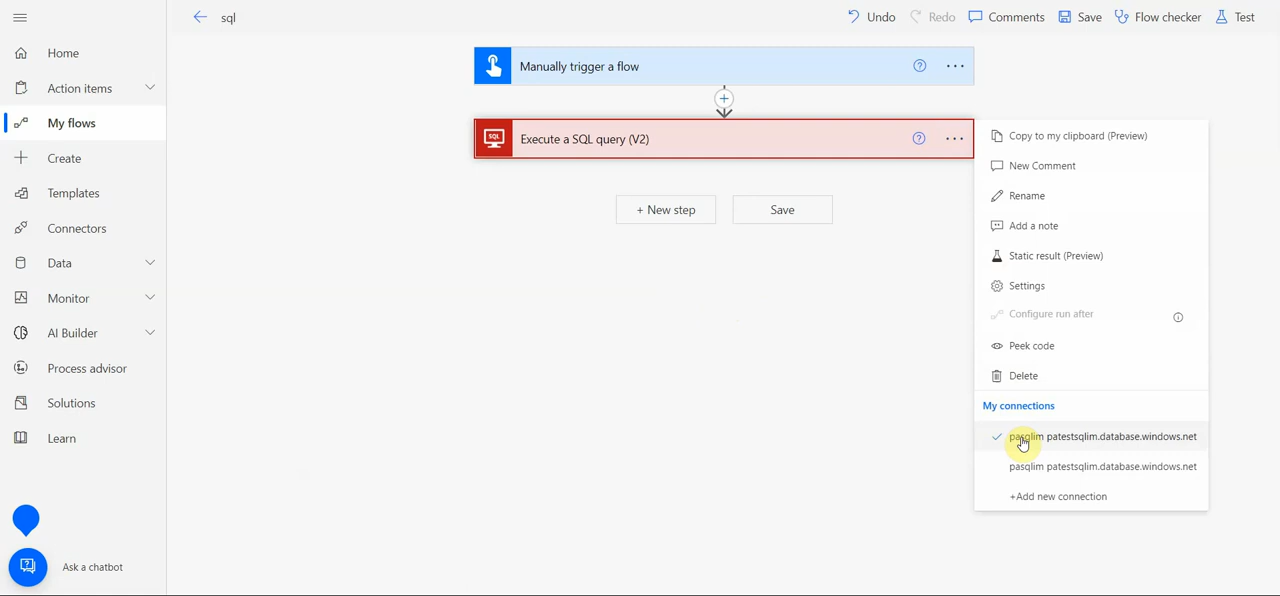 sql
Undo
Redo
Comments
Save
Flow checker
Test
Home
Action items
My flows
Create
Templates
Connectors
Data
Monitor
AI Builder
Process advisor
Solutions
Learn
Ask a chatbot
Manually trigger a flow
SQL
Execute a SQL query (V2)
+ New step
Save
Copy to my clipboard (Preview)
New Comment
Rename
Add a note
Static result (Preview)
Settings
Configure run after
Peek code
Delete
My connections
pasqlim patestsqlim.database.windows.net
pasqlim patestsqlim.database.windows.net
+Add new connection